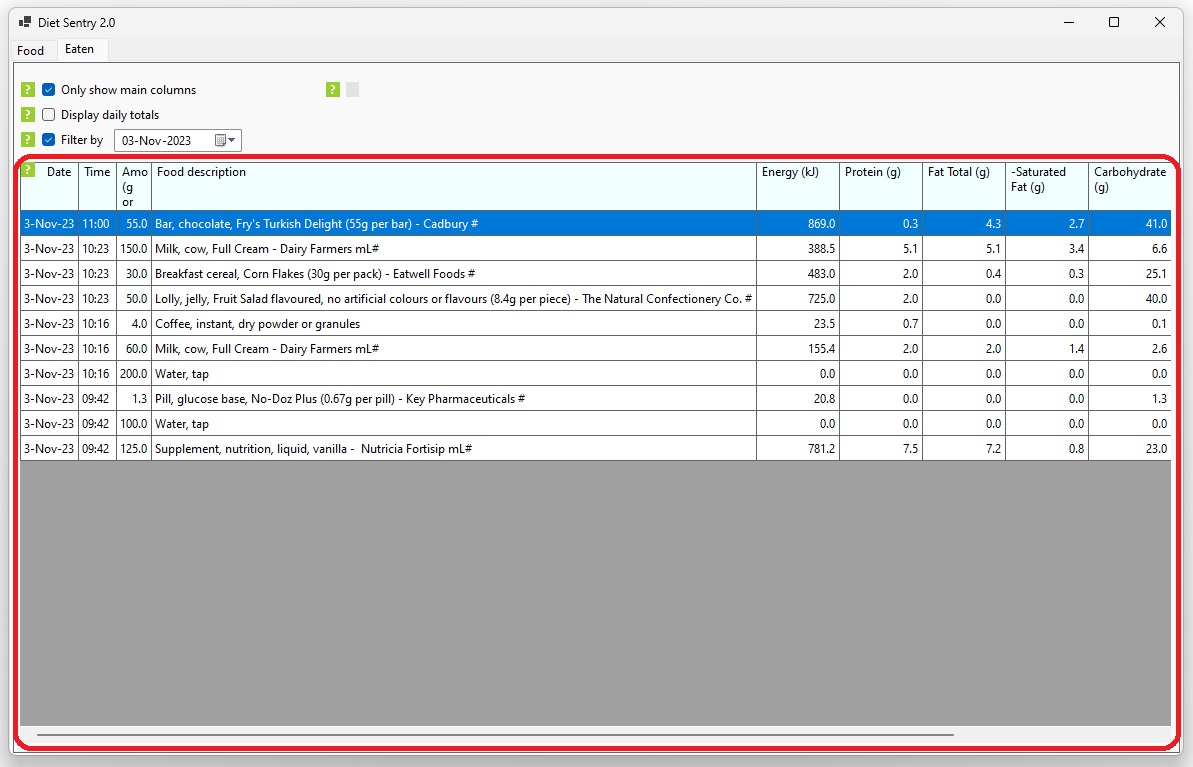 Diet Sentry 2.0
Food Eaten
? Only show main columns ?
? Display daily totals
? Filter by 03-Nov-2023
? Date Time Amo (g or Food description Energy (kJ) Protein (g) Fat Total (g) -Saturated Fat (g) Carbohydrate (g)
3-Nov-23 11:00 55.0 Bar, chocolate, Fry's Turkish Delight (55g per bar) - Cadbury # 869.0 0.3 4.3 2.7 41.0
3-Nov-23 10:23 150.0 Milk, cow, Full Cream - Dairy Farmers mL# 388.5 5.1 5.1 3.4 6.6
3-Nov-23 10:23 30.0 Breakfast cereal, Corn Flakes (30g per pack) - Eatwell Foods # 483.0 2.0 0.4 0.3 25.1
3-Nov-23 10:23 50.0 Lolly, jelly, Fruit Salad flavoured, no artificial colours or flavours (8.4g per piece) - The Natural Confectionery Co. # 725.0 2.0 0.0 0.0 40.0
3-Nov-23 10:16 4.0 Coffee, instant, dry powder or granules 23.5 0.7 0.0 0.0 0.1
3-Nov-23 10:16 60.0 Milk, cow, Full Cream - Dairy Farmers mL# 155.4 2.0 2.0 1.4 2.6
3-Nov-23 10:16 200.0 Water, tap 0.0 0.0 0.0 0.0 0.0
3-Nov-23 09:42 1.3 Pill, glucose base, No-Doz Plus (0.67g per pill) - Key Pharmaceuticals # 20.8 0.0 0.0 0.0 1.3
3-Nov-23 09:42 100.0 Water, tap 0.0 0.0 0.0 0.0 0.0
3-Nov-23 09:42 125.0 Supplement, nutrition, liquid, vanilla - Nutricia Fortisip mL# 781.2 7.5 7.2 0.8 23.0